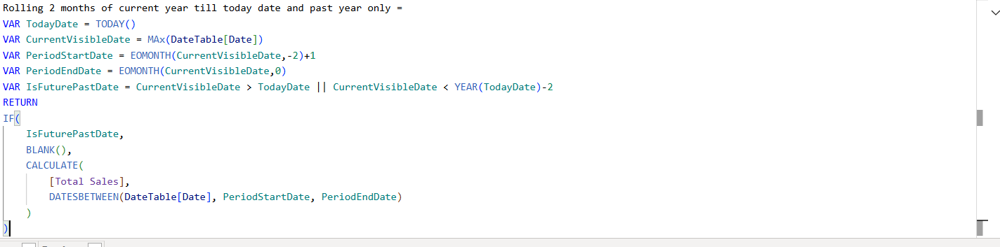 Rolling 2 months of current year till today date and past year only =
VAR TodayDate = TODAY()
VAR CurrentVisibleDate = MAx(DateTable[Date])
VAR PeriodStartDate = EOMONTH(CurrentVisibleDate,-2)+1
VAR PeriodEndDate = EOMONTH(CurrentVisibleDate,0)
VAR IsFuturePastDate = CurrentVisibleDate > TodayDate || CurrentVisibleDate < YEAR(TodayDate)-2
RETURN
IF(
    IsFuturePastDate,
    BLANK(),
    CALCULATE(
        [Total Sales],
        DATESBETWEEN(DateTable[Date], PeriodStartDate, PeriodEndDate)
    )
)